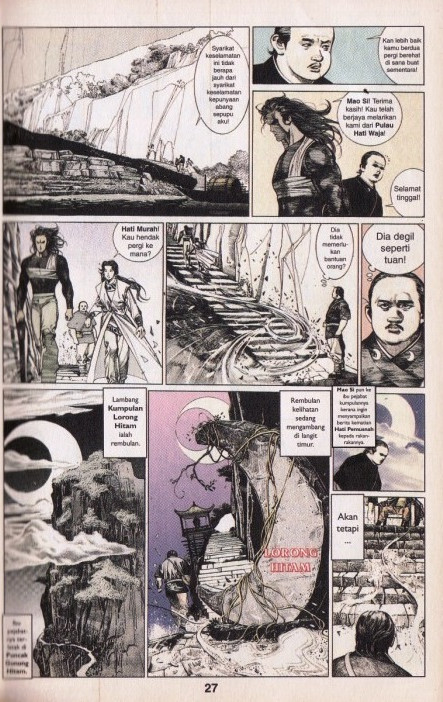 Syarikat
keselamatan
ini tidak
berapa
jauh dari
syarikat
keselamatan
kepunyaan
abang
sepupu
aku!
Kan lebih baik
kamu berdua
pergi berehat
di sana buat
sementara!
Mao Si! Terima
kasih! Kau telah
berjaya melarikan
kami dari Pulau
Hati Waja!
Selamat
tinggal!
Hati Murah!
Kau hendak
pergi ke
mana?
Dia
tidak
memerlu-
kan
bantuan
orang?
Dia degil
seperti
tuan!
Lambang
Kumpulan
Lorong
Hitam
ialah
rembulan.
Ibu
pejabat-
nya ter-
letak di
Puncak
Gunung
Hitam.
Rembulan
kelihatan
sedang
mengambang
di langit
timur.
LORONG
HITAM
Mao Si pun ke
ibu pejabat
kumpulannya
kerana ingin
menyampaikan
berita kematian
Hati Pemusnah
kepada rakan-
rakannya.
Akan
tetapi
...
27